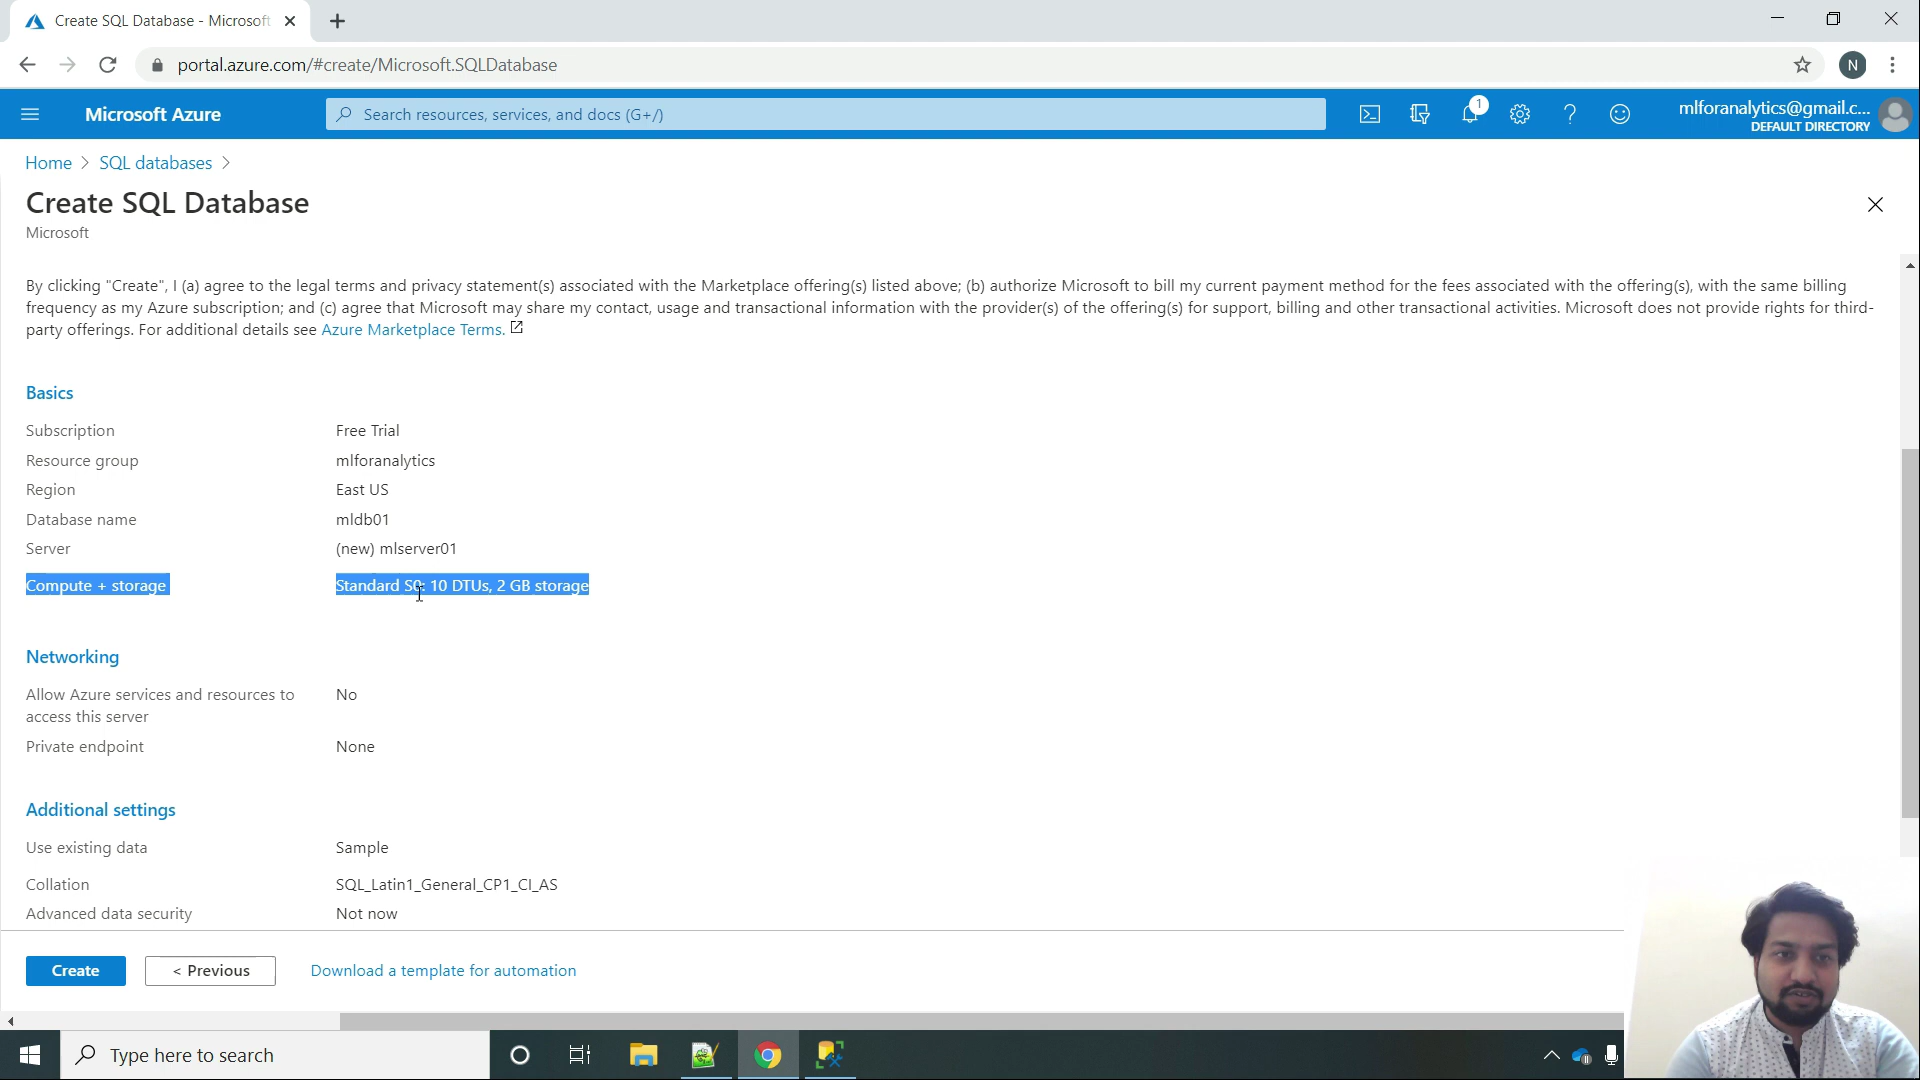 Create SQL Database - Microsoft
portal.azure.com/#create/Microsoft.SQLDatabase
N
Microsoft Azure
Search resources, services, and docs (G+/)
1
mlforanalytics@gmail.c...
DEFAULT DIRECTORY
Home > SQL databases >
Create SQL Database
Microsoft
By clicking "Create", I (a) agree to the legal terms and privacy statement(s) associated with the Marketplace offering(s) listed above; (b) authorize Microsoft to bill my current payment method for the fees associated with the offering(s), with the same billing
frequency as my Azure subscription; and (c) agree that Microsoft may share my contact, usage and transactional information with the provider(s) of the offering(s) for support, billing and other transactional activities. Microsoft does not provide rights for third-
party offerings. For additional details see Azure Marketplace Terms.
Basics
Subscription Free Trial
Resource group mlforanalytics
Region East US
Database name mldb01
Server (new) mlserver01
Compute + storage Standard S0: 10 DTUs, 2 GB storage
Networking
Allow Azure services and resources to No
access this server
Private endpoint None
Additional settings
Use existing data Sample
Collation SQL_Latin1_General_CP1_CI_AS
Advanced data security Not now
Create < Previous Download a template for automation
Type here to search